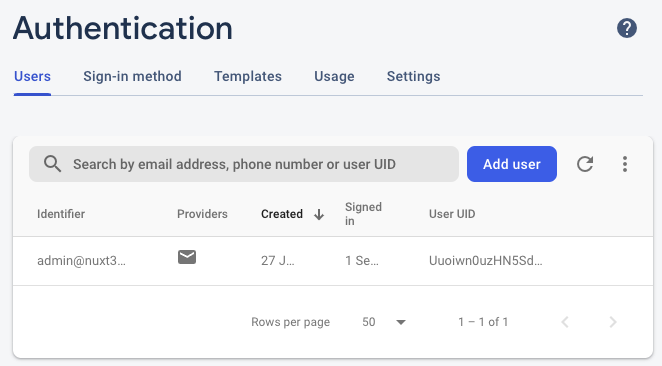 Authentication
Users Sign-in method Templates Usage Settings
Search by email address, phone number or user UID Add user
Identifier Providers Created Signed in User UID
admin@nuxt3... 27 J... 1 Se... Uuoiwn0uzHN5Sd...
Rows per page 50 1 – 1 of 1